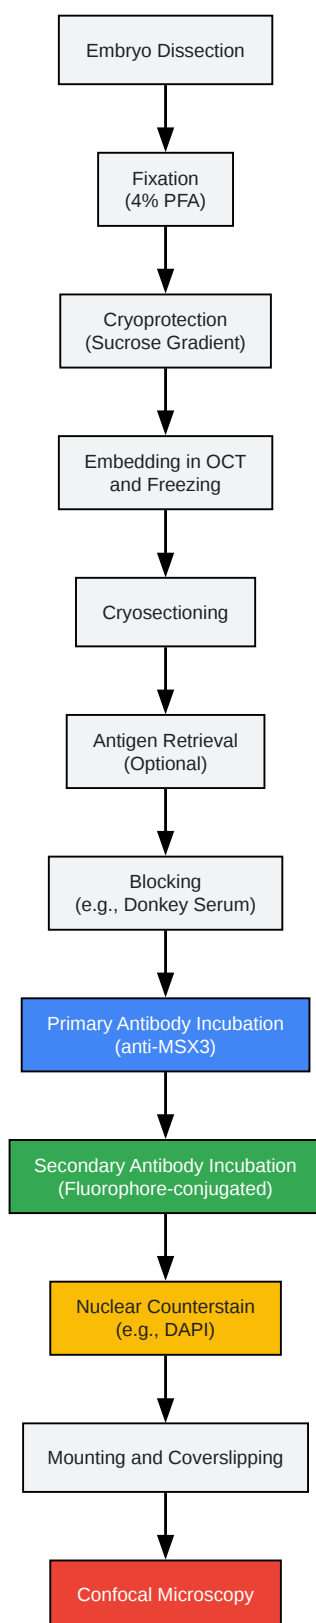 Embryo Dissection
Fixation
(4% PFA)
Cryoprotection
(Sucrose Gradient)
Embedding in OCT
and Freezing
Cryosectioning
Antigen Retrieval
(Optional)
Blocking
(e.g., Donkey Serum)
Primary Antibody Incubation
(anti-MSX3)
Secondary Antibody Incubation
(Fluorophore-conjugated)
Nuclear Counterstain
(e.g., DAPI)
Mounting and Coverslipping
Confocal Microscopy